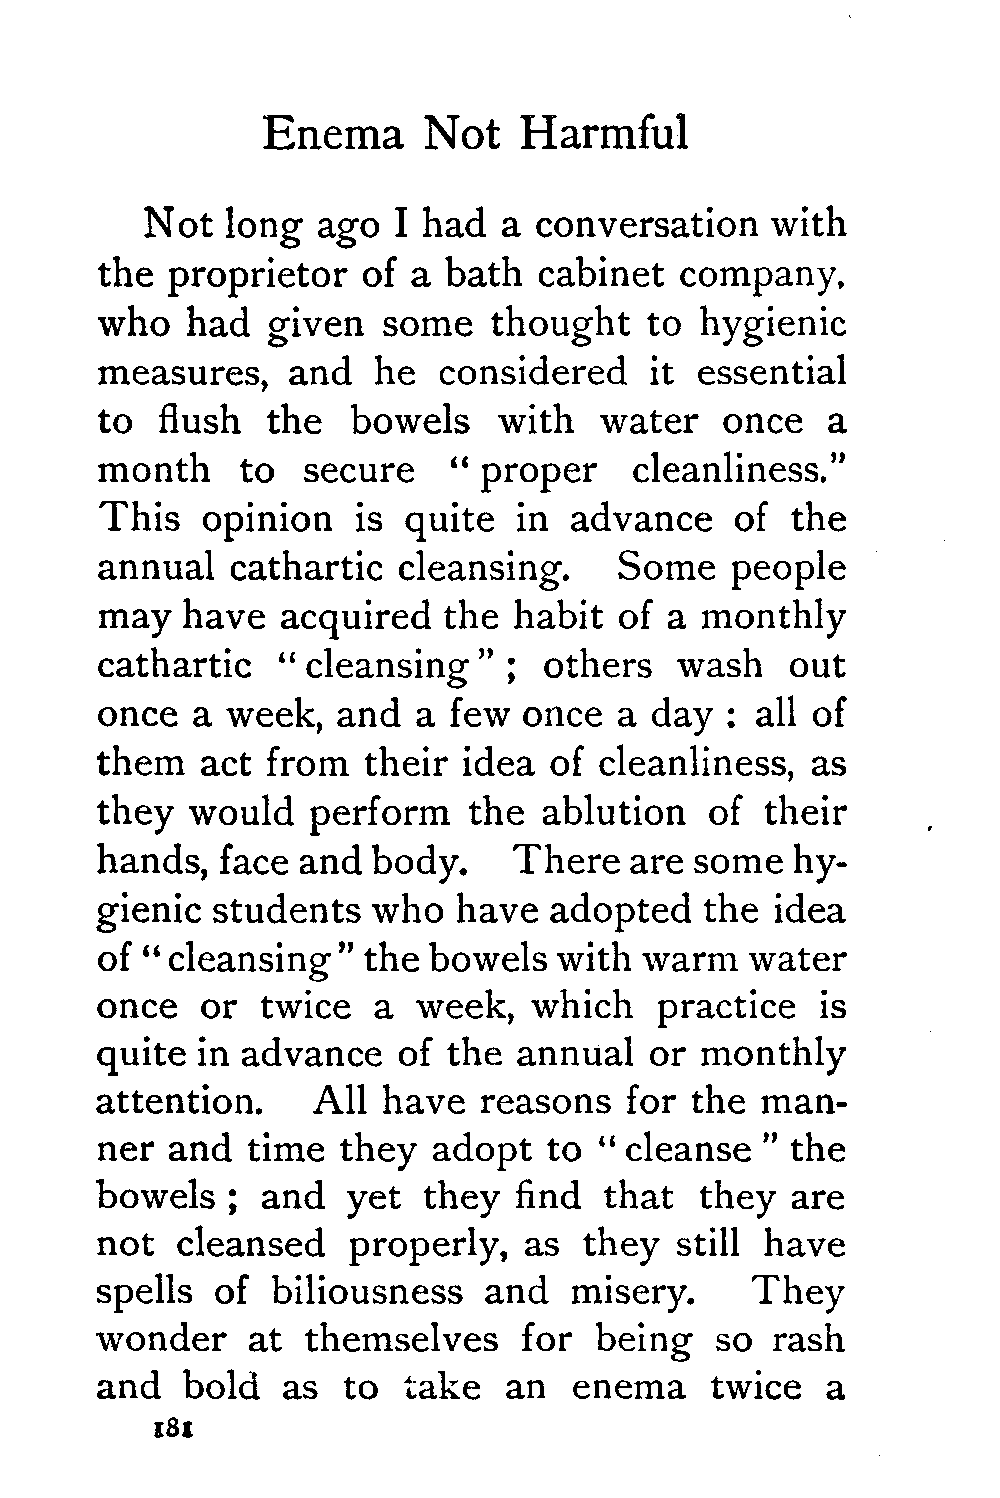 Enema Not Harmful
Not long ago I had a conversation with
the proprietor of a bath cabinet company,
who had given some thought to hygienic
measures, and he considered it essential
to flush the bowels with water once a
month to secure " proper cleanliness."
This opinion is quite in advance of the
annual cathartic cleansing. Some people
may have acquired the habit of a monthly
cathartic " cleansing " ; others wash out
once a week, and a few once a day : all of
them act from their idea of cleanliness, as
they would perform the ablution of their
hands, face and body. There are some hy-
gienic students who have adopted the idea
of " cleansing " the bowels with warm water
once or twice a week, which practice is
quite in advance of the annual or monthly
attention. All have reasons for the man-
ner and time they adopt to " cleanse " the
bowels ; and yet they find that they are
not cleansed properly, as they still have
spells of biliousness and misery. They
wonder at themselves for being so rash
and bold as to take an enema twice a
181